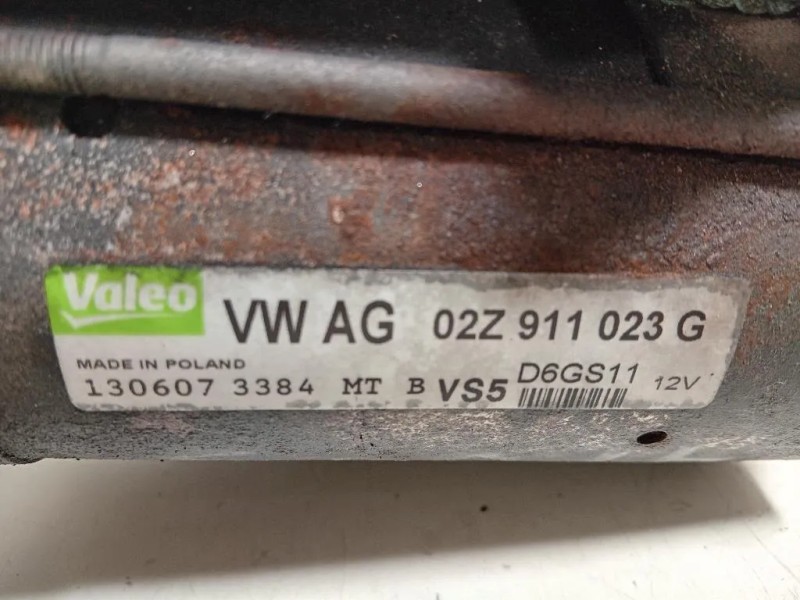 Valeo
VW AG 02Z 911 023 G
MADE IN POLAND
130607 3384 MT B VS5 D6GS11 12V